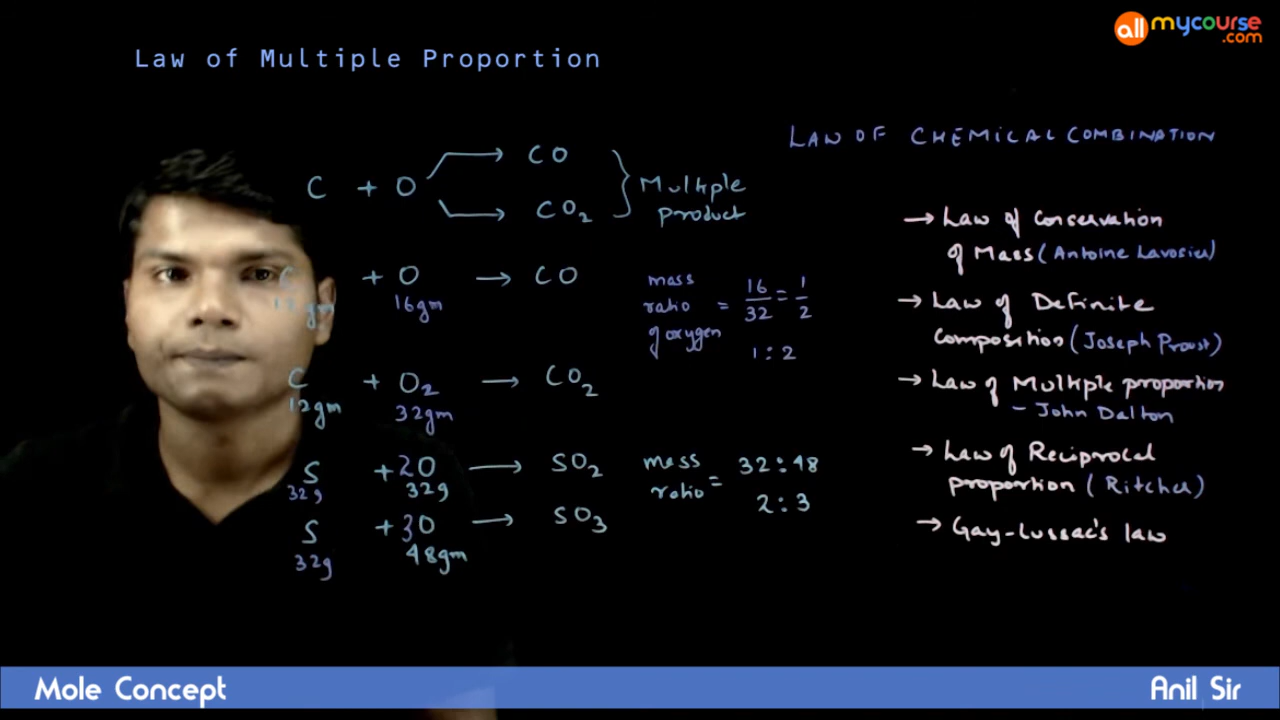 all mycourse .com
Law of Multiple Proportion
LAW OF CHEMICAL COMBINATION
C + O → CO
→ CO₂
Multiple
product
C + O → CO
12gm 16gm
mass
ratio = 16/32 = 1/2
of oxygen
1:2
C + O₂ → CO₂
12gm 32gm
S + 2O → SO₂
32g 32g
mass
ratio = 32:48
2:3
S + 3O → SO₃
32g 48gm
→ Law of Conservation
of Mass (Antoine Lavosier)
→ Law of Definite
Composition (Joseph Proust)
→ Law of Multiple proportion
- John Dalton
→ Law of Reciprocal
proportion (Ritcher)
→ Gay-Lussac's law
Mole Concept
Anil Sir